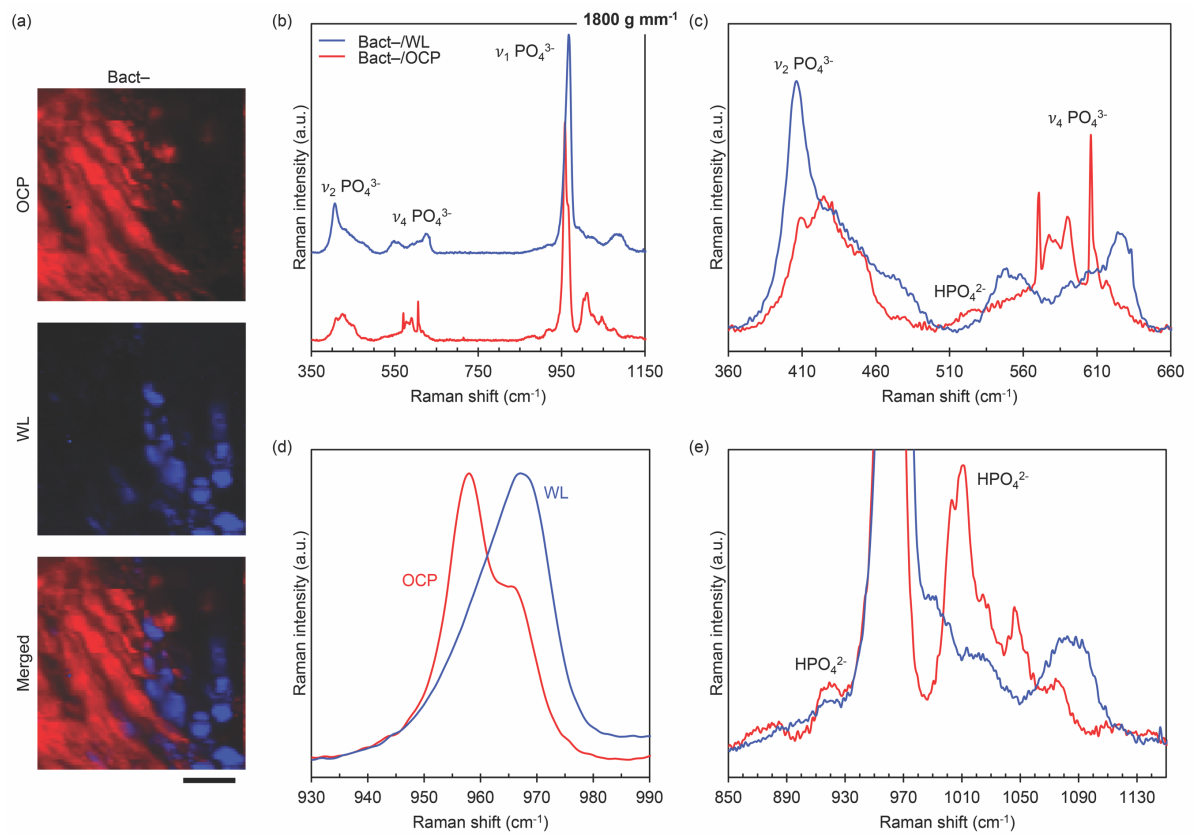 (a)
Bact–
OCP
WL
Merged
(b)
1800 g mm⁻¹
Bact–/WL
Bact–/OCP
ν₁ PO₄³⁻
ν₂ PO₄³⁻
ν₄ PO₄³⁻
Raman intensity (a.u.)
350 550 750 950 1150
Raman shift (cm⁻¹)
(c)
ν₂ PO₄³⁻
ν₄ PO₄³⁻
HPO₄²⁻
Raman intensity (a.u.)
360 410 460 510 560 610 660
Raman shift (cm⁻¹)
(d)
WL
OCP
Raman intensity (a.u.)
930 940 950 960 970 980 990
Raman shift (cm⁻¹)
(e)
HPO₄²⁻
HPO₄²⁻
Raman intensity (a.u.)
850 890 930 970 1010 1050 1090 1130
Raman shift (cm⁻¹)